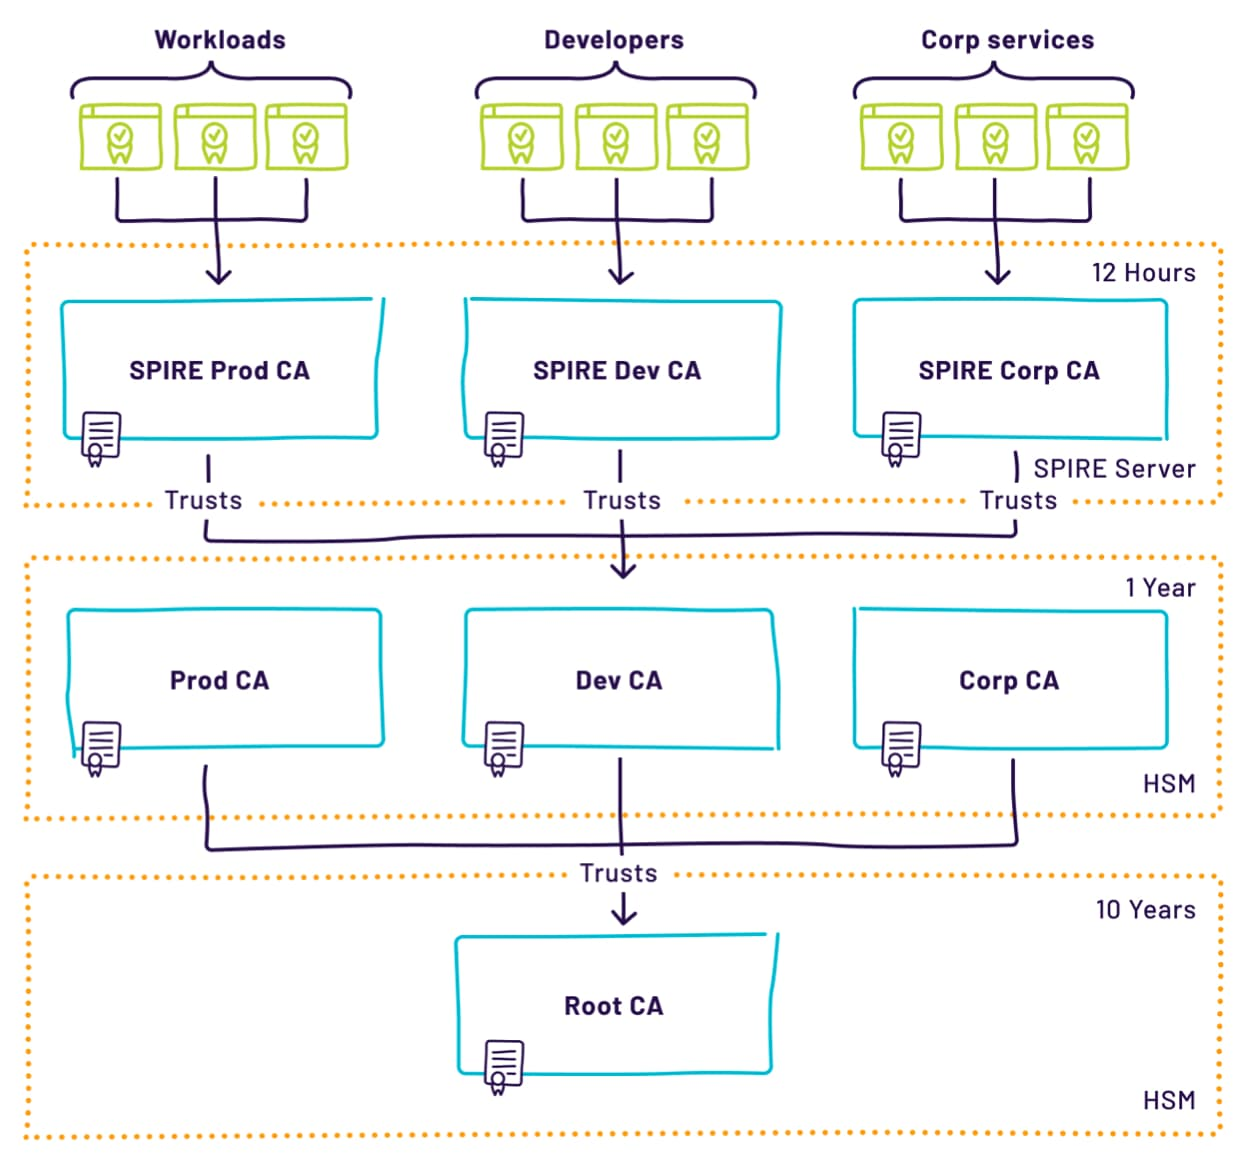 Workloads
Developers
Corp services
12 Hours
SPIRE Prod CA
SPIRE Dev CA
SPIRE Corp CA
SPIRE Server
Trusts
Trusts
Trusts
1 Year
Prod CA
Dev CA
Corp CA
HSM
Trusts
10 Years
Root CA
HSM